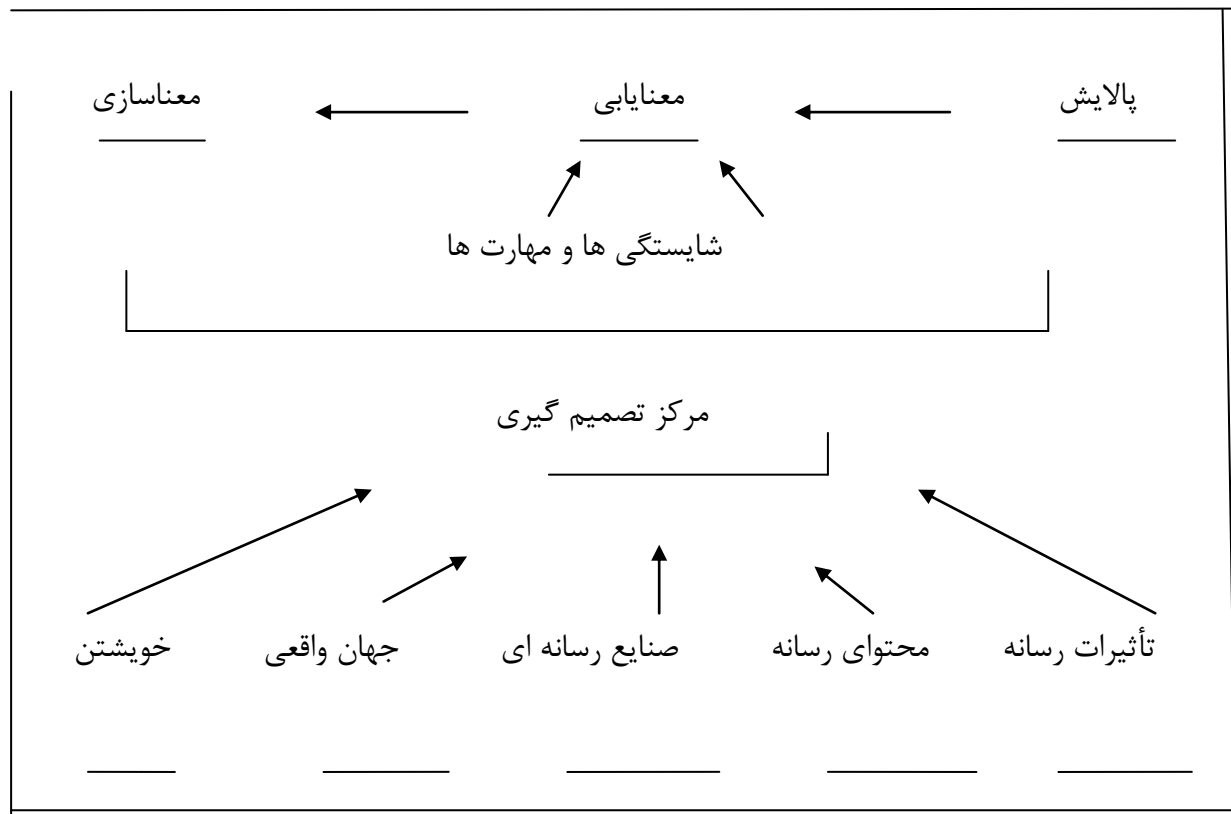 پالایش معنایابی معناسازی
شایستگی ها و مهارت ها
مرکز تصمیم گیری
تأثیرات رسانه محتوای رسانه صنایع رسانه ای جهان واقعی خویشتن